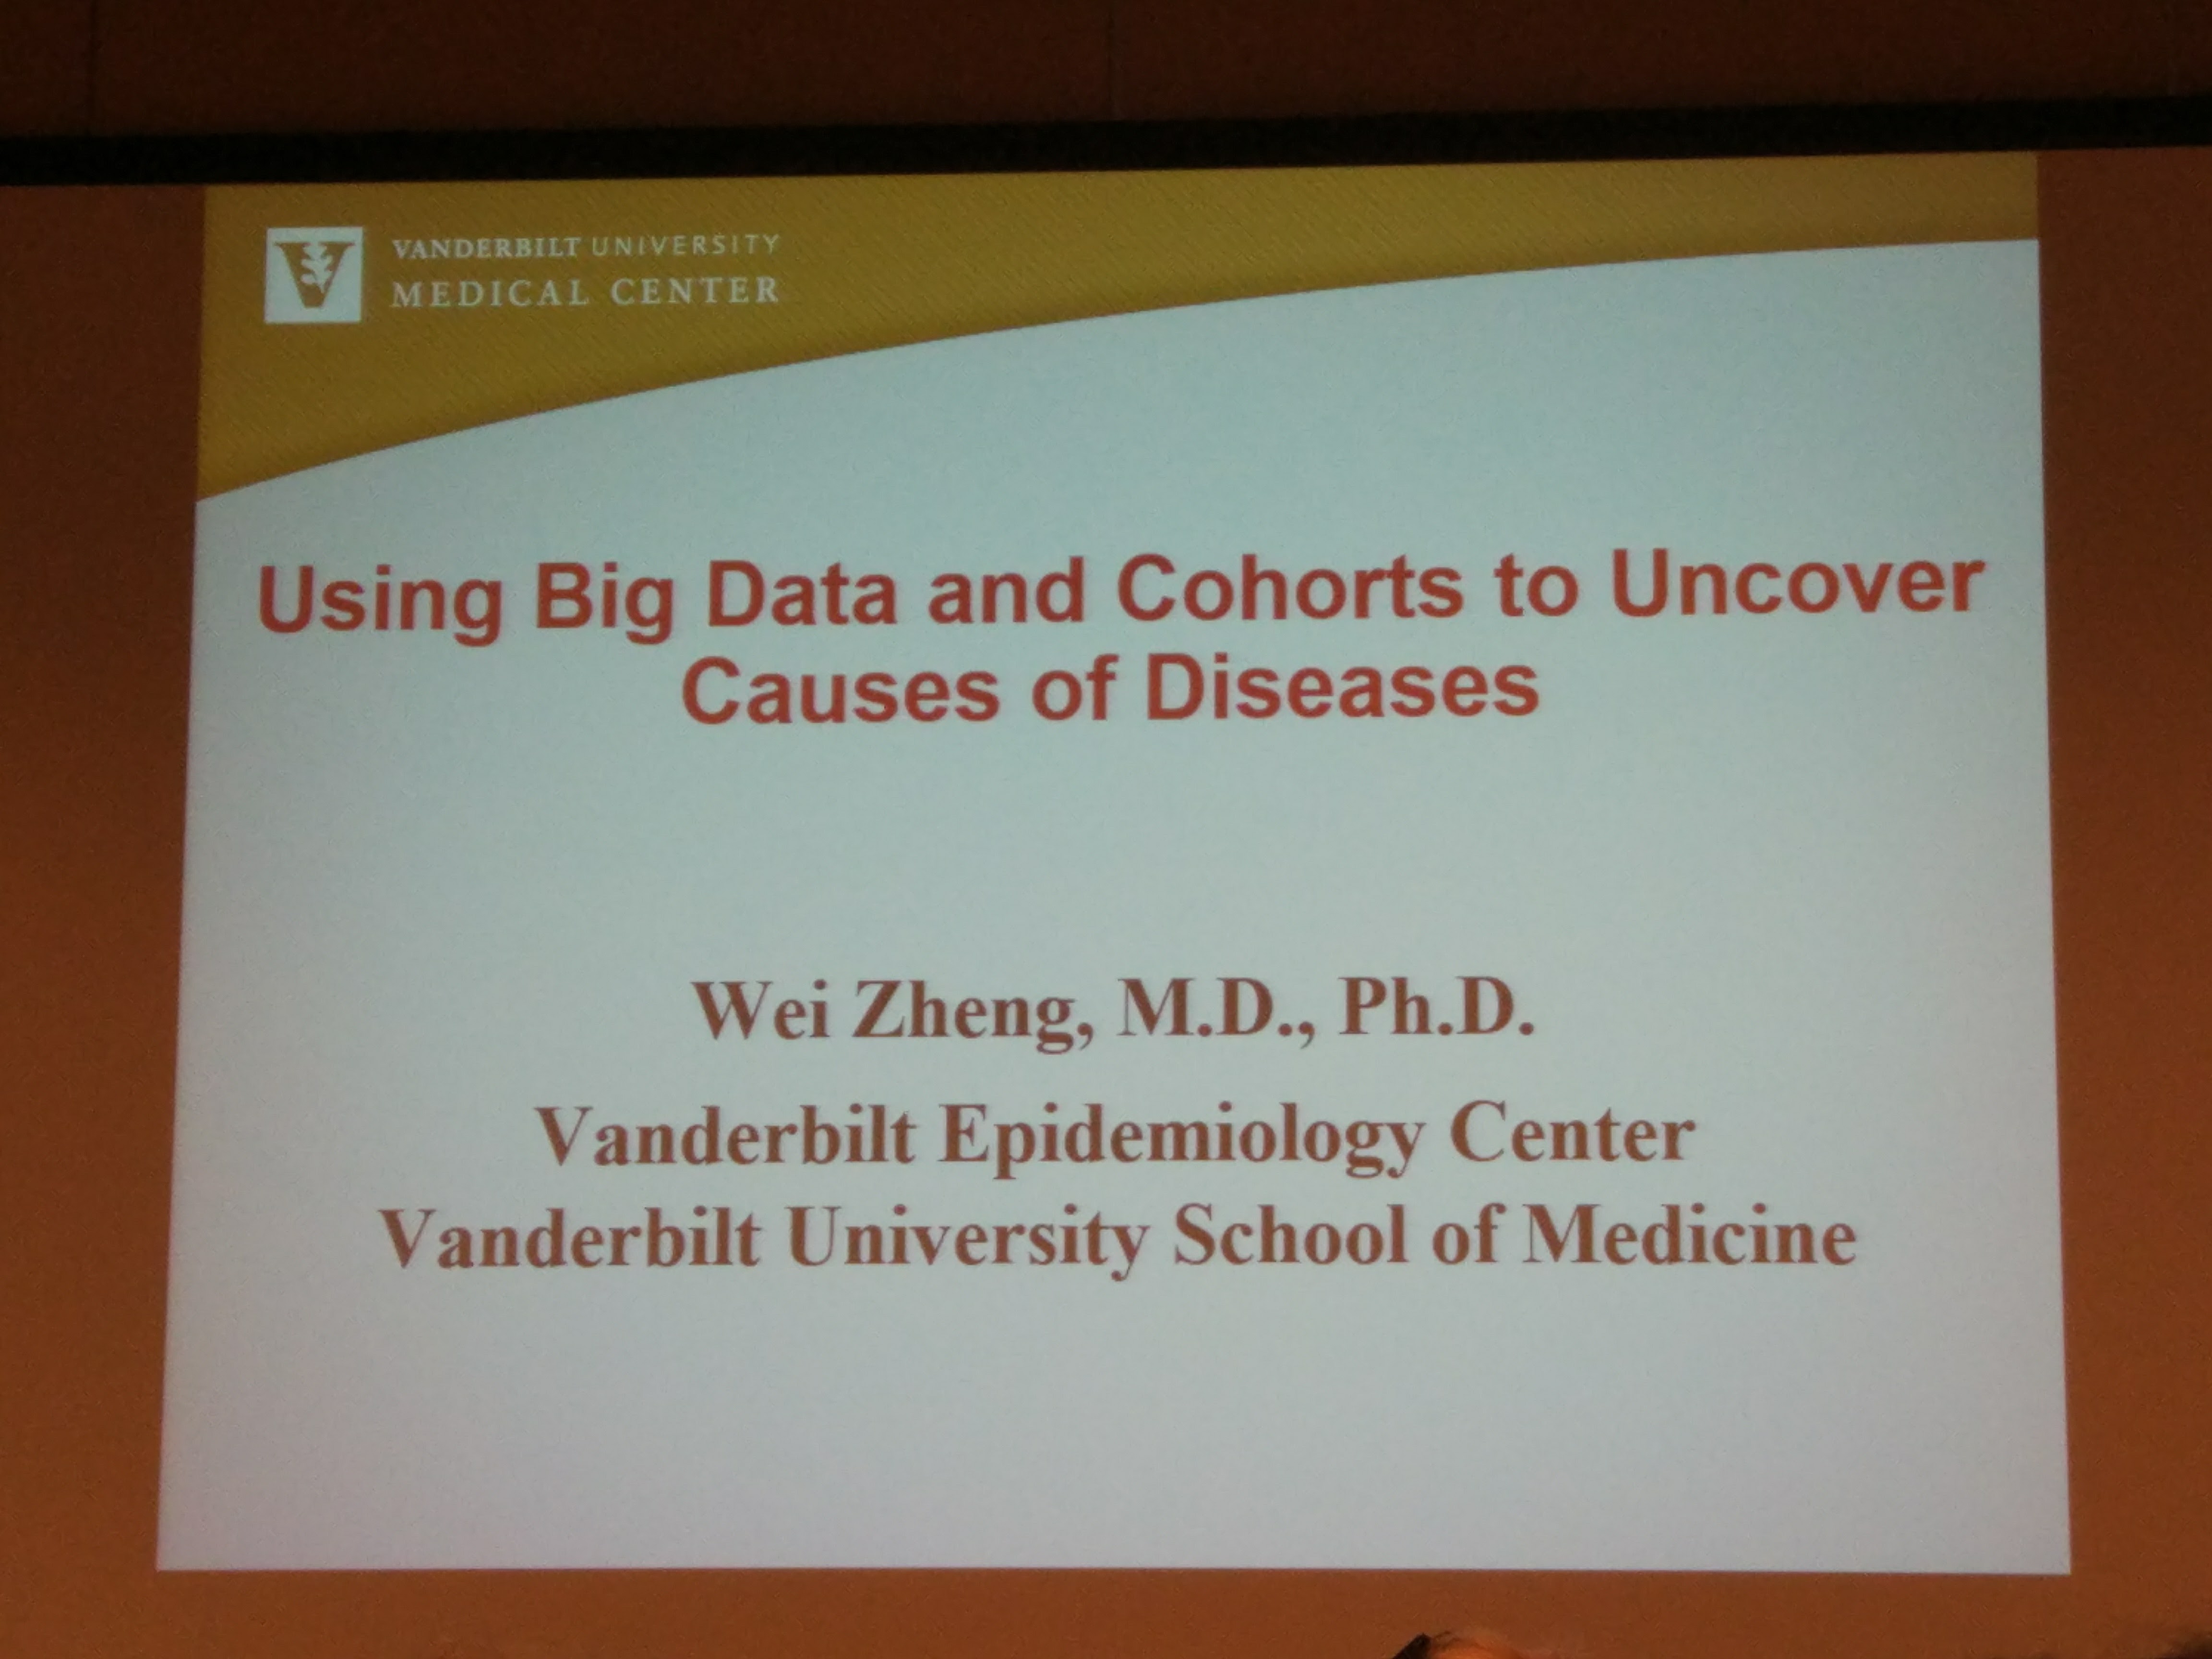 VANDERBILT UNIVERSITY
MEDICAL CENTER
Using Big Data and Cohorts to Uncover
Causes of Diseases
Wei Zheng, M.D., Ph.D.
Vanderbilt Epidemiology Center
Vanderbilt University School of Medicine